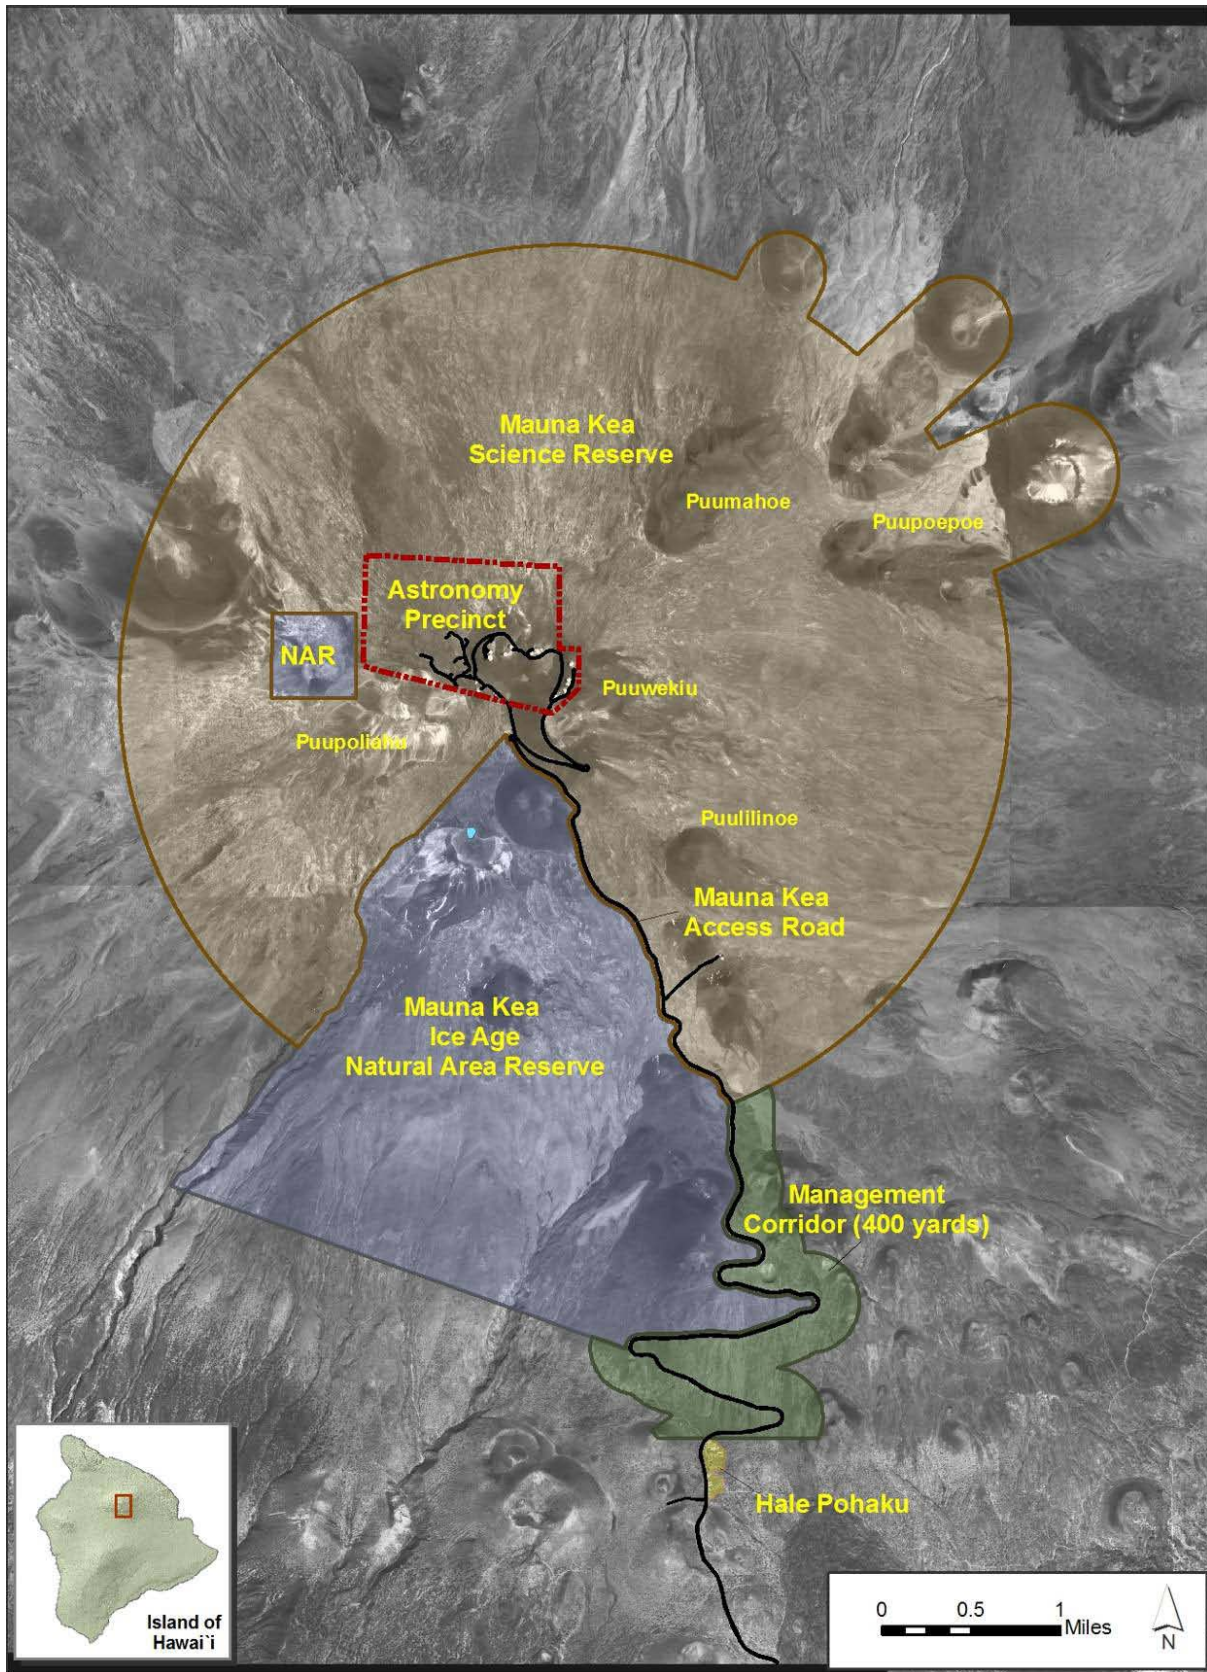 Mauna Kea
Science Reserve
Puumahoe
Puupoepoe
Astronomy
Precinct
NAR
Puuwekiu
Puupoliahu
Puulilinoe
Mauna Kea
Access Road
Mauna Kea
Ice Age
Natural Area Reserve
Management
Corridor (400 yards)
Hale Pohaku
Island of
Hawai`i
0 0.5 1
Miles
N